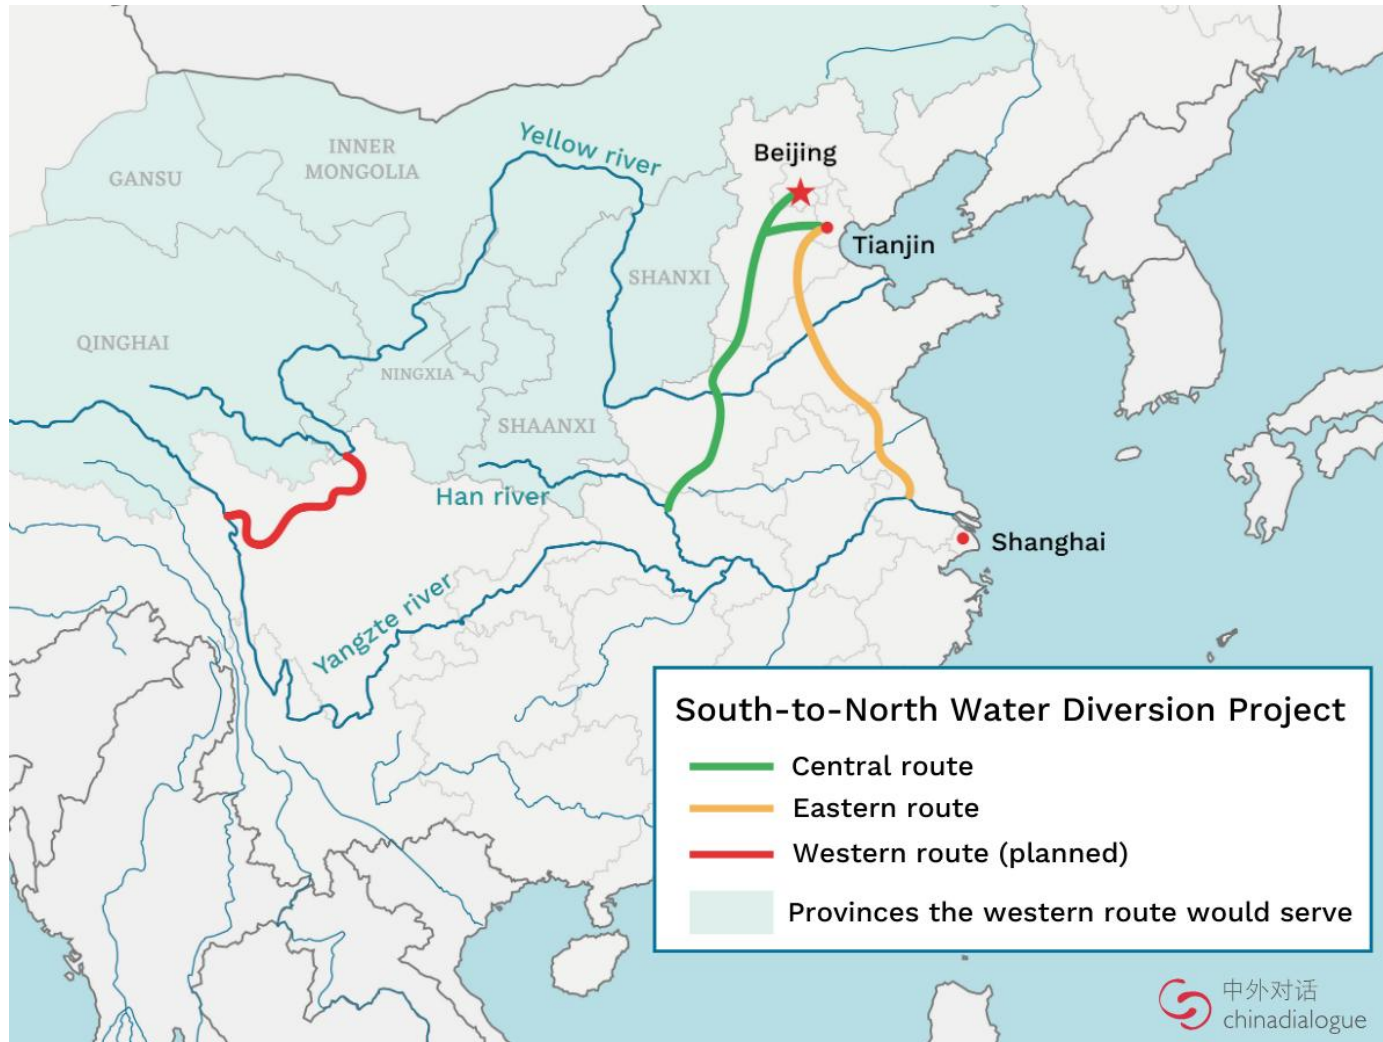 Yellow river
Beijing
INNER
MONGOLIA
GANSU
Tianjin
SHANXI
QINGHAI
NINGXIA
SHAANXI
Han river
Shanghai
Yangzte river
South-to-North Water Diversion Project
Central route
Eastern route
Western route (planned)
Provinces the western route would serve
中外对话
chinadialogue